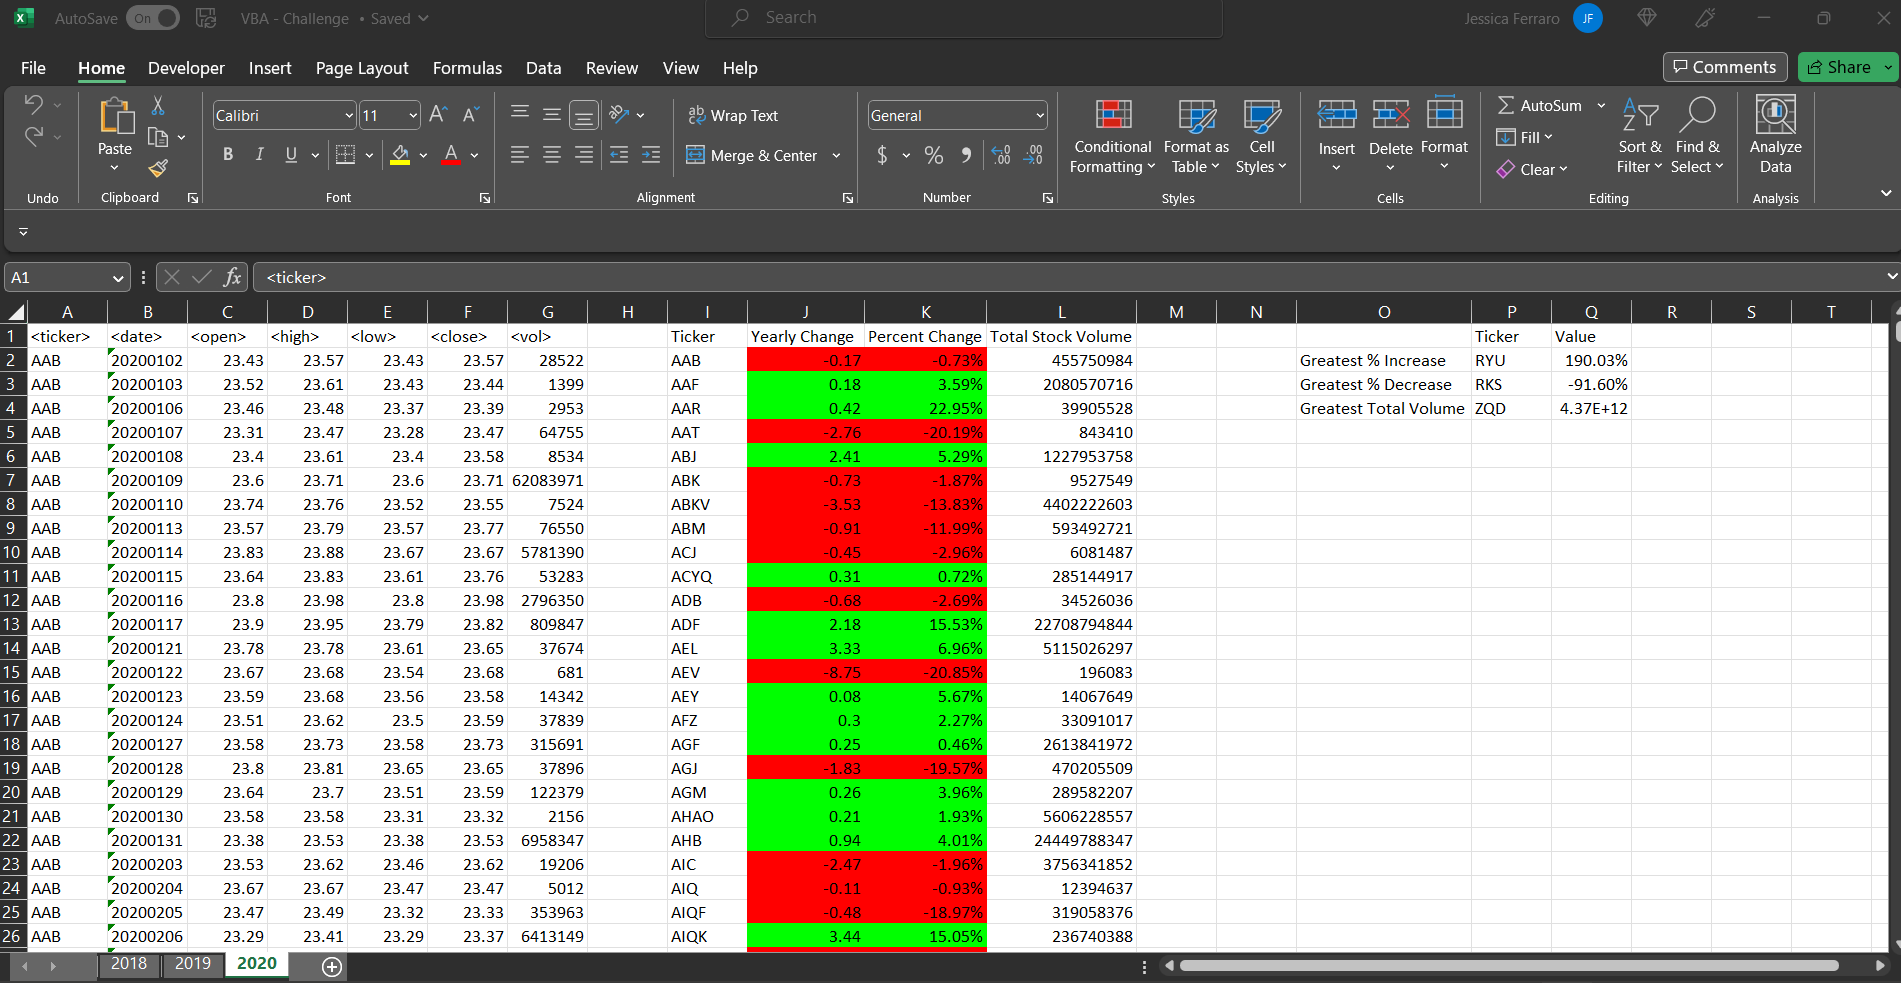 AutoSave On VBA - Challenge • Saved Search Jessica Ferraro JF
File Home Developer Insert Page Layout Formulas Data Review View Help Comments Share
Paste Calibri 11 Wrap Text General Conditional Formatting Format as Table Cell Styles Insert Delete Format AutoSum Sort & Filter Find & Select Analyze Data
B I U A Merge & Center $ % Fill
Clear
Undo Clipboard Font Alignment Number Styles Cells Editing Analysis
A1 fx <ticker>
A B C D E F G H I J K L M N O P Q R S T
1 <ticker> <date> <open> <high> <low> <close> <vol> Ticker Yearly Change Percent Change Total Stock Volume Ticker Value
2 AAB 20200102 23.43 23.57 23.43 23.57 28522 AAB -0.17 -0.73% 455750984 Greatest % Increase RYU 190.03%
3 AAB 20200103 23.52 23.61 23.43 23.44 1399 AAF 0.18 3.59% 2080570716 Greatest % Decrease RKS -91.60%
4 AAB 20200106 23.46 23.48 23.37 23.39 2953 AAR 0.42 22.95% 39905528 Greatest Total Volume ZQD 4.37E+12
5 AAB 20200107 23.31 23.47 23.28 23.47 64755 AAT -2.76 -20.19% 843410
6 AAB 20200108 23.4 23.61 23.4 23.58 8534 ABJ 2.41 5.29% 1227953758
7 AAB 20200109 23.6 23.71 23.6 23.71 62083971 ABK -0.73 -1.87% 9527549
8 AAB 20200110 23.74 23.76 23.52 23.55 7524 ABKV -3.53 -13.83% 4402222603
9 AAB 20200113 23.57 23.79 23.57 23.77 76550 ABM -0.91 -11.99% 593492721
10 AAB 20200114 23.83 23.88 23.67 23.67 5781390 ACJ -0.45 -2.96% 6081487
11 AAB 20200115 23.64 23.83 23.61 23.76 53283 ACYQ 0.31 0.72% 285144917
12 AAB 20200116 23.8 23.98 23.8 23.98 2796350 ADB -0.68 -2.69% 34526036
13 AAB 20200117 23.9 23.95 23.79 23.82 809847 ADF 2.18 15.53% 22708794844
14 AAB 20200121 23.78 23.78 23.61 23.65 37674 AEL 3.33 6.96% 5115026297
15 AAB 20200122 23.67 23.68 23.54 23.68 681 AEV -8.75 -20.85% 196083
16 AAB 20200123 23.59 23.68 23.56 23.58 14342 AEY 0.08 5.67% 14067649
17 AAB 20200124 23.51 23.62 23.5 23.59 37839 AFZ 0.3 2.27% 33091017
18 AAB 20200127 23.58 23.73 23.58 23.73 315691 AGF 0.25 0.46% 2613841972
19 AAB 20200128 23.8 23.81 23.65 23.65 37896 AGJ -1.83 -19.57% 470205509
20 AAB 20200129 23.64 23.7 23.51 23.59 122379 AGM 0.26 3.96% 289582207
21 AAB 20200130 23.58 23.58 23.31 23.32 2156 AHAO 0.21 1.93% 5606228557
22 AAB 20200131 23.38 23.53 23.38 23.53 6958347 AHB 0.94 4.01% 24449788347
23 AAB 20200203 23.53 23.62 23.46 23.62 19206 AIC -2.47 -1.96% 3756341852
24 AAB 20200204 23.67 23.67 23.47 23.47 5012 AIQ -0.11 -0.93% 12394637
25 AAB 20200205 23.47 23.49 23.32 23.33 353963 AIQF -0.48 -18.97% 319058376
26 AAB 20200206 23.29 23.41 23.29 23.37 6413149 AIQK 3.44 15.05% 236740388
2018 2019 2020